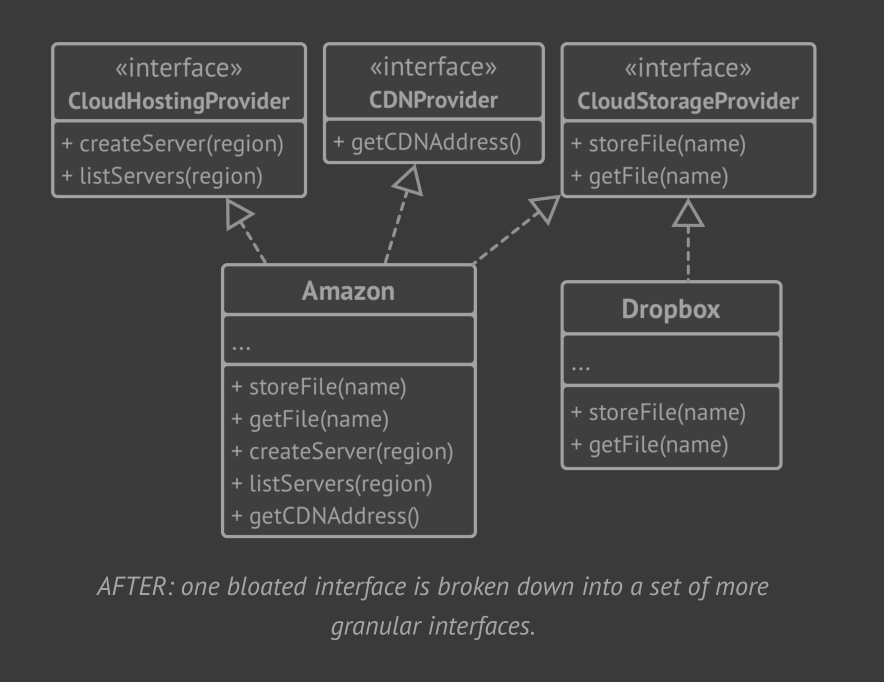 «interface»
CloudHostingProvider
+ createServer(region)
+ listServers(region)
«interface»
CDNProvider
+ getCDNAddress()
«interface»
CloudStorageProvider
+ storeFile(name)
+ getFile(name)
Amazon
...
+ storeFile(name)
+ getFile(name)
+ createServer(region)
+ listServers(region)
+ getCDNAddress()
Dropbox
...
+ storeFile(name)
+ getFile(name)
AFTER: one bloated interface is broken down into a set of more
granular interfaces.